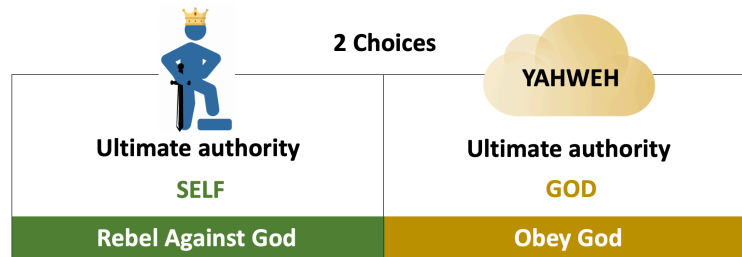 2 Choices
YAHWEH
Ultimate authority
SELF
Rebel Against God
Ultimate authority
GOD
Obey God